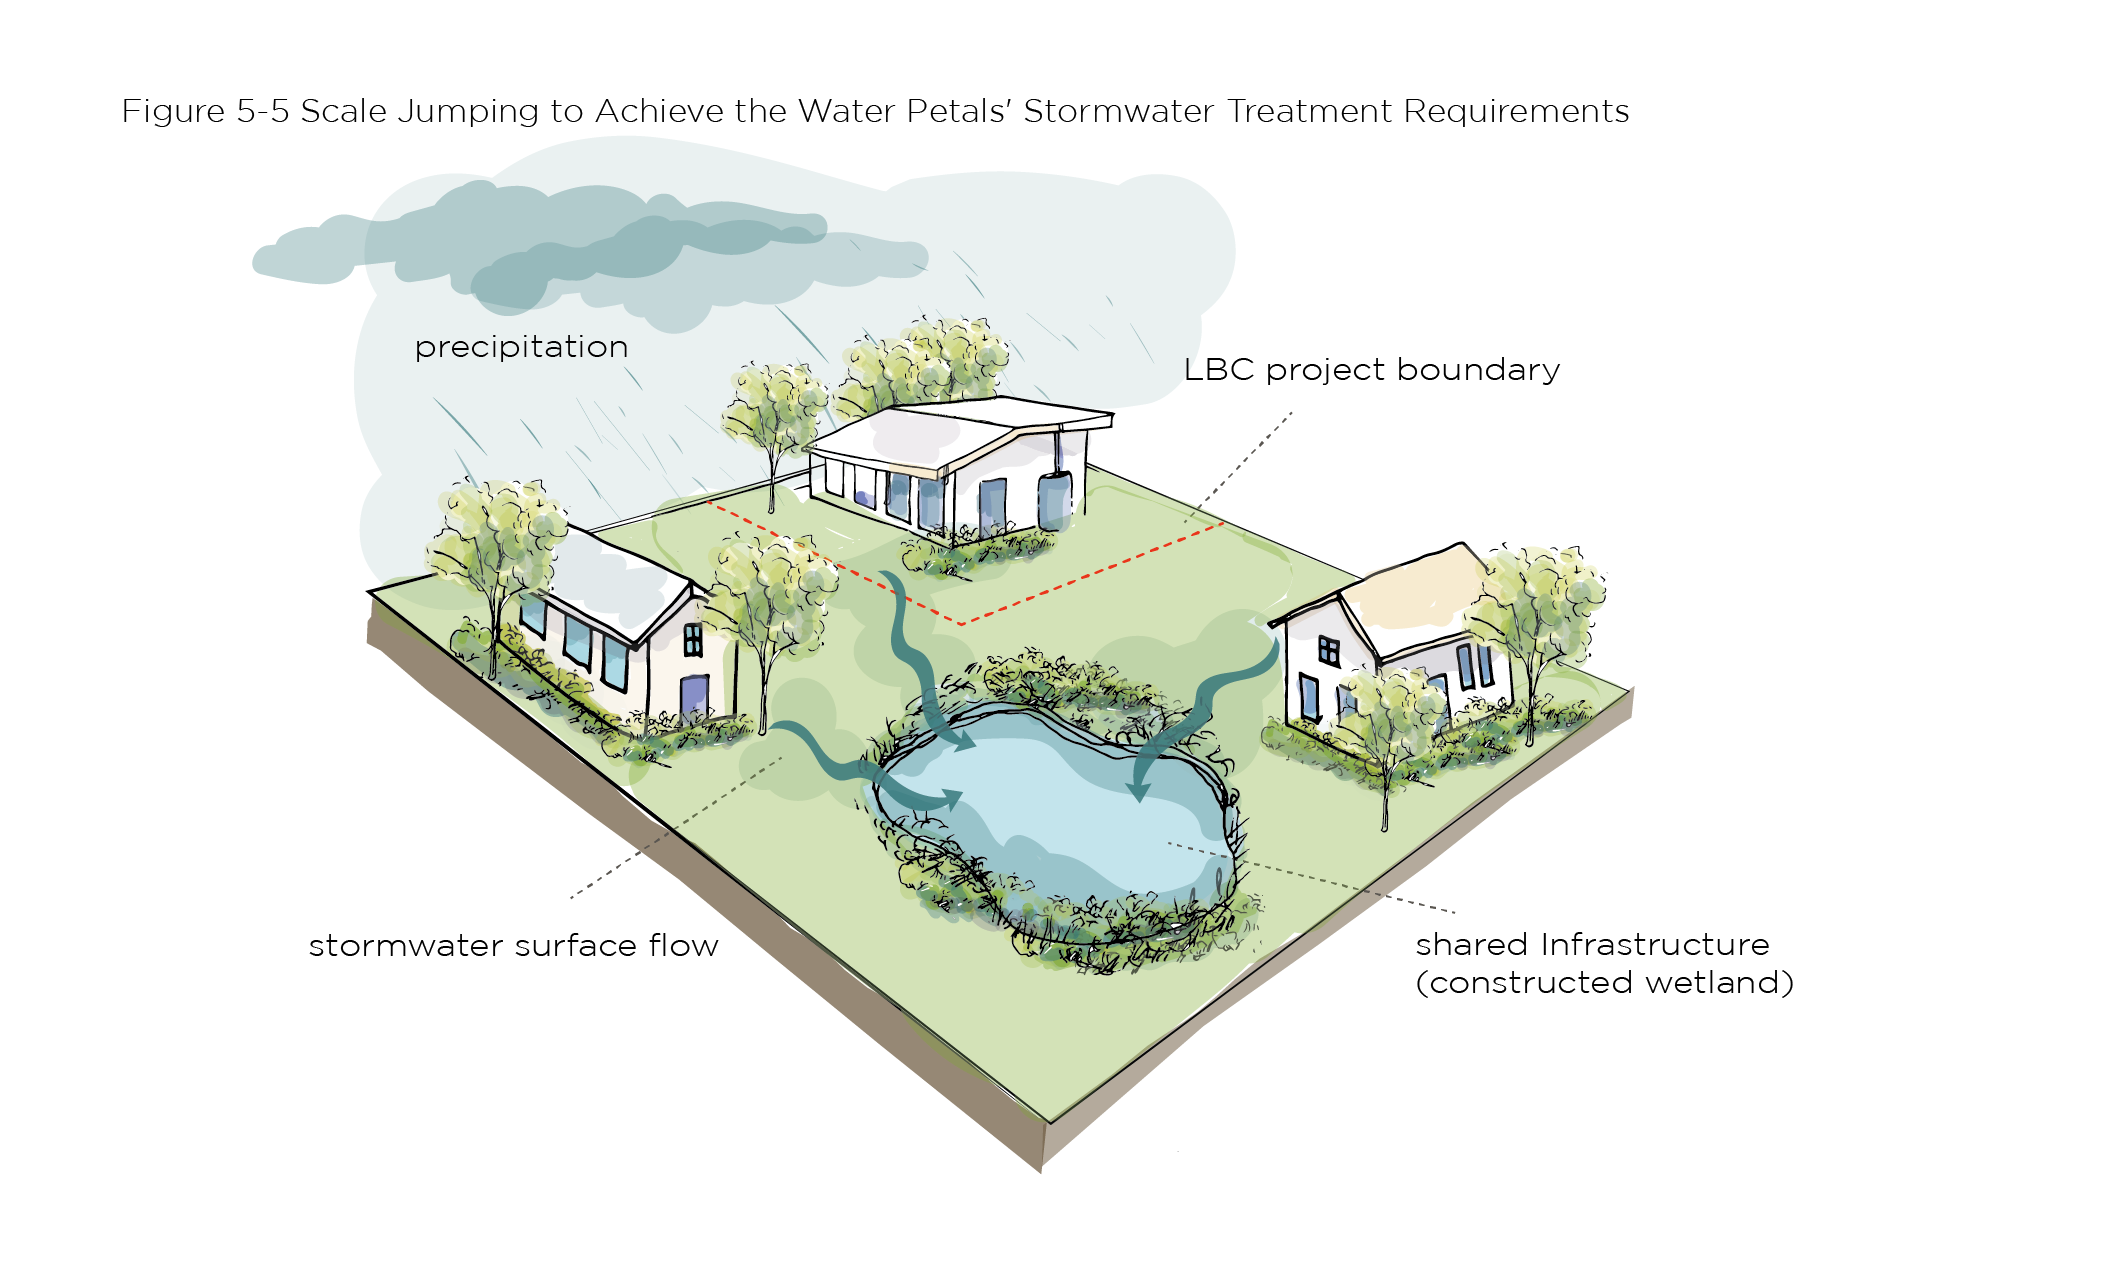 Figure 5-5 Scale Jumping to Achieve the Water Petals' Stormwater Treatment Requirements
precipitation
LBC project boundary
stormwater surface flow
shared Infrastructure
(constructed wetland)